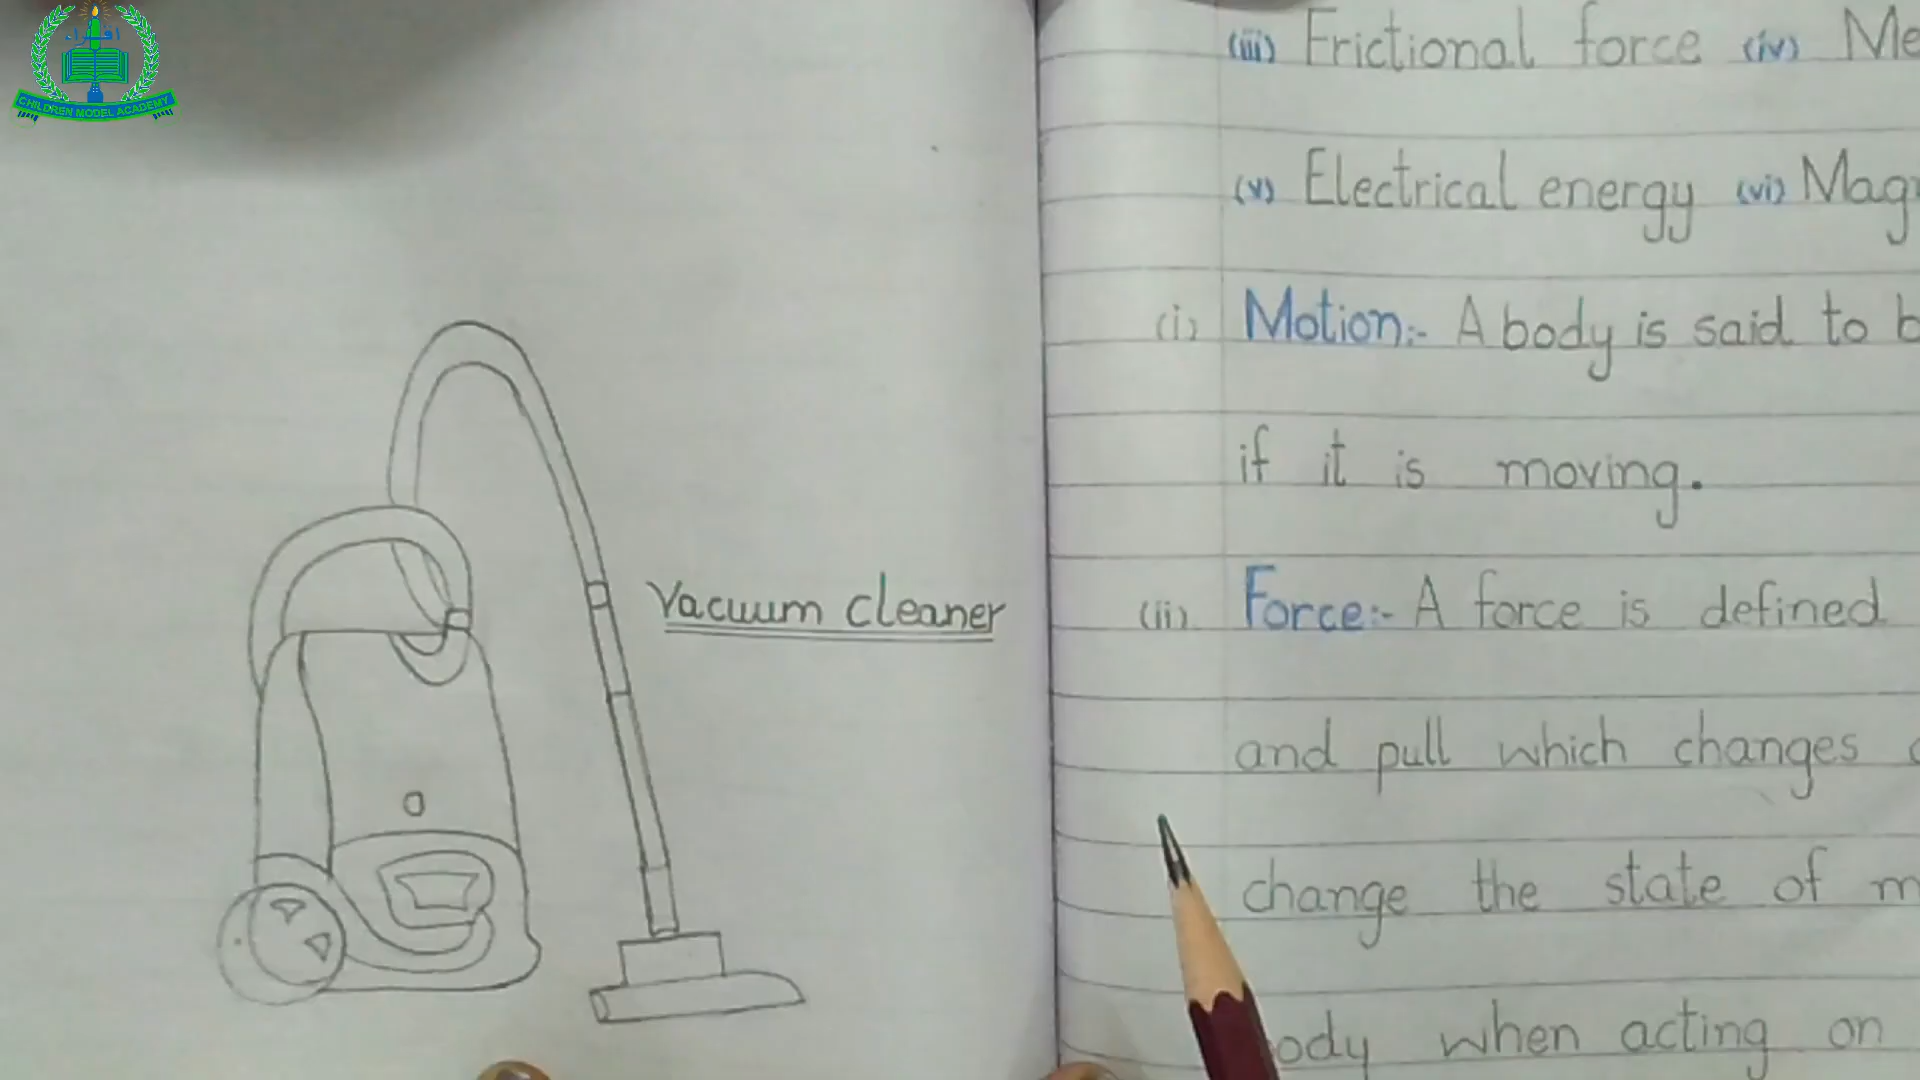 اقراء
CHILDREN MODEL ACADEMY
Vacuum Cleaner
(iii) Frictional force (iv) Me
(v) Electrical energy (vi) Mag
(i) Motion:- A body is said to b
if it is moving.
(ii) Force:- A force is defined
and pull which changes
change the state of m
ody when acting on